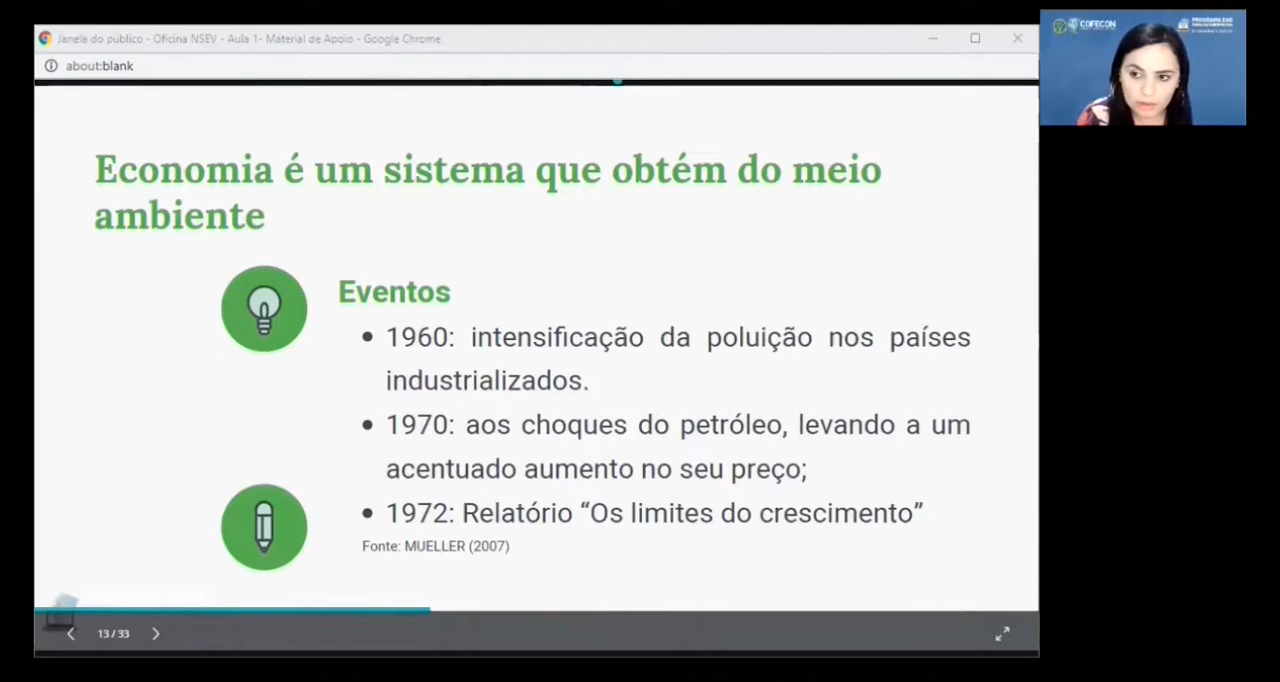 Janela do público - Oficina NSEV - Aula 1- Material de Apoio - Google Chrome
about:blank
COFECON
PROGRAMA EAD
Economia é um sistema que obtém do meio
ambiente
Eventos
• 1960: intensificação da poluição nos países
industrializados.
• 1970: aos choques do petróleo, levando a um
acentuado aumento no seu preço;
• 1972: Relatório “Os limites do crescimento”
Fonte: MUELLER (2007)
13 / 33